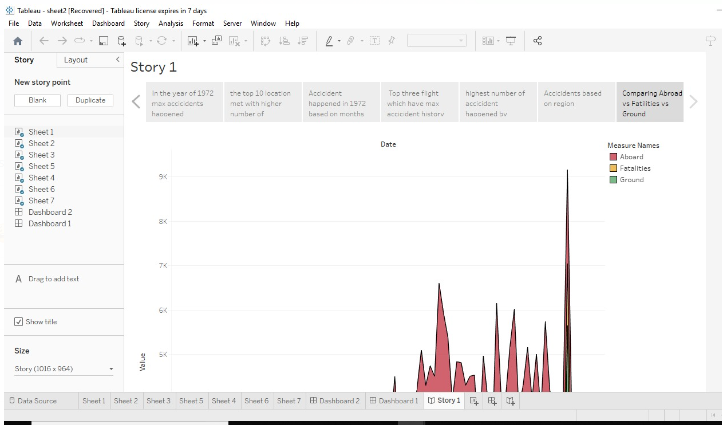 Tableau - sheet2 [Recovered] - Tableau license expires in 7 days
File Data Worksheet Dashboard Story Analysis Format Server Window Help
Story Layout
New story point
Blank Duplicate
Sheet 1
Sheet 2
Sheet 3
Sheet 5
Sheet 4
Sheet 6
Sheet 7
Dashboard 2
Dashboard 1
A Drag to add text
Show title
Size
Story (1016 x 964)
Story 1
In the year of 1972
max accidents
happened
the top 10 location
met with higher
number of
Accident
happened in 1972
based on months
Top three flight
which have max
accident history
highest number of
accident
happened by
Accidents based
on region
Comparing Abroad
vs Fatilities vs
Ground
Date
Measure Names
Aboard
Fatalities
Ground
9K
8K
7K
6K
5K
Value
Data Source Sheet 1 Sheet 2 Sheet 3 Sheet 5 Sheet 4 Sheet 6 Sheet 7 Dashboard 2 Dashboard 1 Story 1